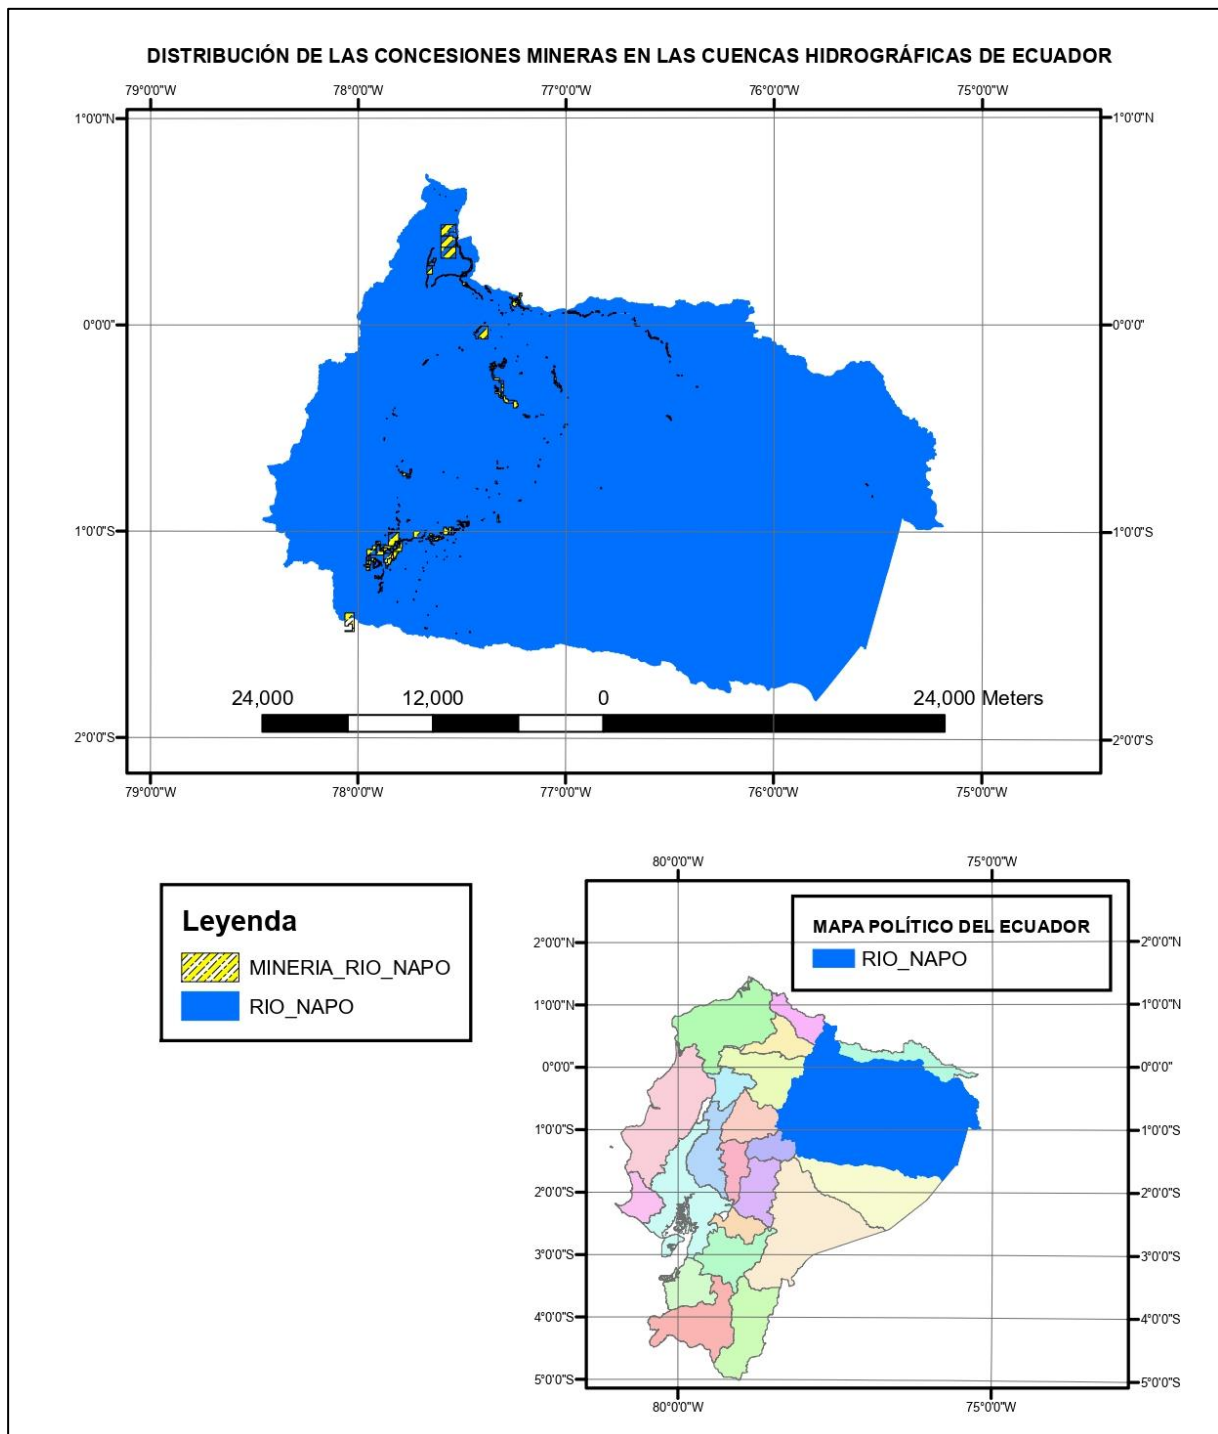 DISTRIBUCIÓN DE LAS CONCESIONES MINERAS EN LAS CUENCAS HIDROGRÁFICAS DE ECUADOR
79°0'0"W 78°0'0"W 77°0'0"W 76°0'0"W 75°0'0"W
1°0'0"N 1°0'0"N
0°0'0" 0°0'0"
1°0'0"S 1°0'0"S
24,000 12,000 0 24,000 Meters
2°0'0"S 2°0'0"S
79°0'0"W 78°0'0"W 77°0'0"W 76°0'0"W 75°0'0"W
Leyenda
MINERIA_RIO_NAPO
RIO_NAPO
80°0'0"W 75°0'0"W
MAPA POLÍTICO DEL ECUADOR
RIO_NAPO
2°0'0"N 2°0'0"N
1°0'0"N 1°0'0"N
0°0'0" 0°0'0"
1°0'0"S 1°0'0"S
2°0'0"S 2°0'0"S
3°0'0"S 3°0'0"S
4°0'0"S 4°0'0"S
5°0'0"S 5°0'0"S
80°0'0"W 75°0'0"W